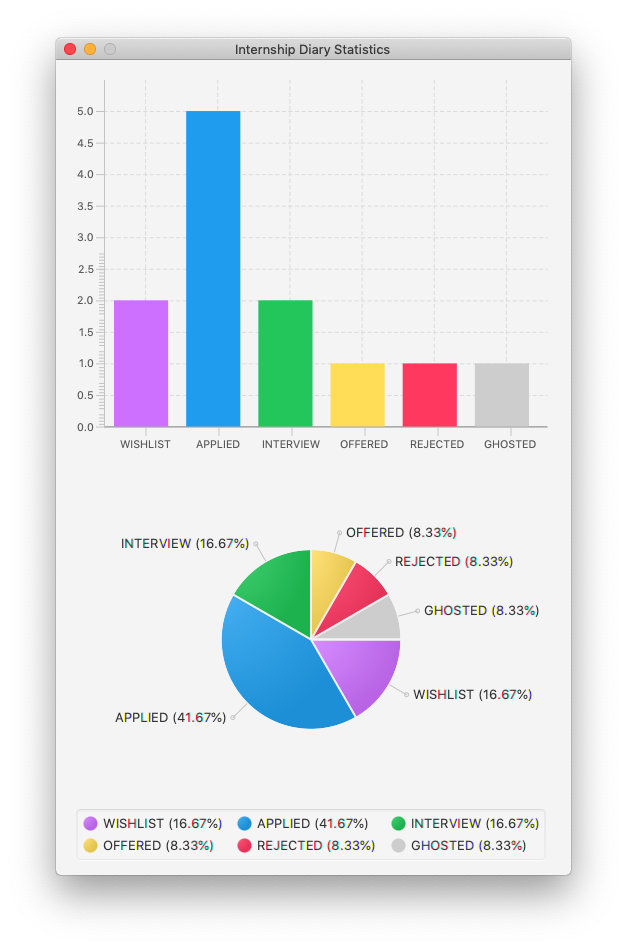 Internship Diary Statistics
5.0
4.5
4.0
3.5
3.0
2.5
2.0
1.5
1.0
0.5
0.0
WISHLIST APPLIED INTERVIEW OFFERED REJECTED GHOSTED
OFFERED (8.33%)
INTERVIEW (16.67%)
REJECTED (8.33%)
GHOSTED (8.33%)
WISHLIST (16.67%)
APPLIED (41.67%)
WISHLIST (16.67%) APPLIED (41.67%) INTERVIEW (16.67%)
OFFERED (8.33%) REJECTED (8.33%) GHOSTED (8.33%)